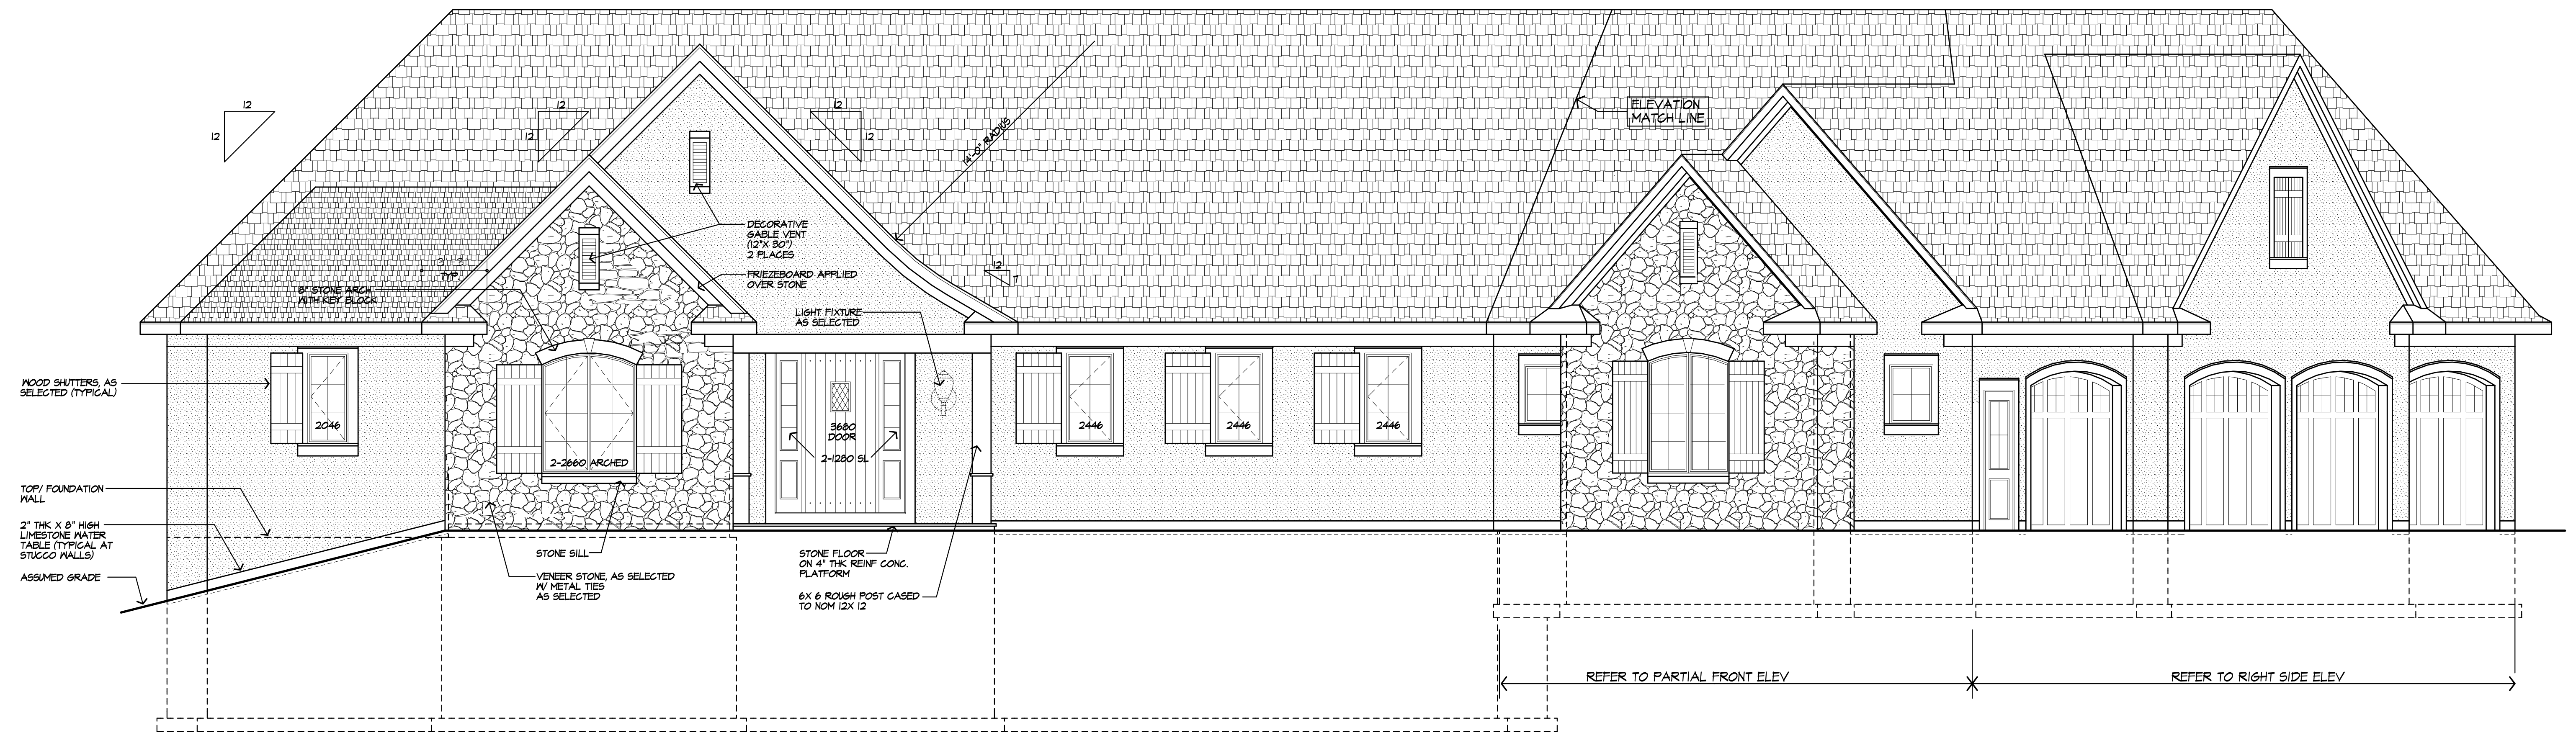 12
12
12
12
12
12
14'-0" RADIUS
ELEVATION
MATCH LINE
DECORATIVE
GABLE VENT
(12"X 30")
2 PLACES
TYP.
8" STONE ARCH
WITH KEY BLOCK
FRIEZEBOARD APPLIED
OVER STONE
12
7
LIGHT FIXTURE
AS SELECTED
WOOD SHUTTERS, AS
SELECTED (TYPICAL)
2046
2-2660 ARCHED
3680
DOOR
2-1280 SL
2446
2446
2446
TOP/ FOUNDATION
WALL
2" THK X 8" HIGH
LIMESTONE WATER
TABLE (TYPICAL AT
STUCCO WALLS)
ASSUMED GRADE
STONE SILL
VENEER STONE, AS SELECTED
W/ METAL TIES
AS SELECTED
STONE FLOOR
ON 4" THK REINF CONC.
PLATFORM
6X 6 ROUGH POST CASED
TO NOM 12X 12
REFER TO PARTIAL FRONT ELEV
REFER TO RIGHT SIDE ELEV